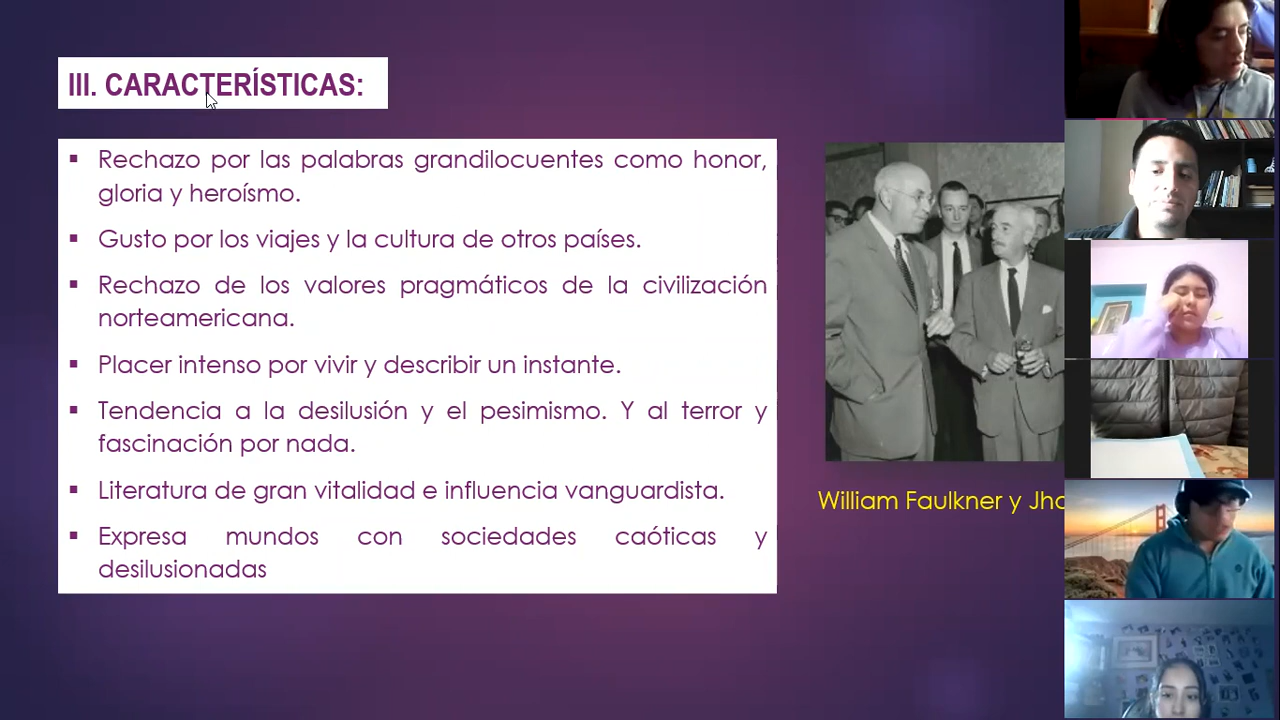 III. CARACTERÍSTICAS:
Rechazo por las palabras grandilocuentes como honor,
gloria y heroísmo.
Gusto por los viajes y la cultura de otros países.
Rechazo de los valores pragmáticos de la civilización
norteamericana.
Placer intenso por vivir y describir un instante.
Tendencia a la desilusión y el pesimismo. Y al terror y
fascinación por nada.
Literatura de gran vitalidad e influencia vanguardista.
Expresa mundos con sociedades caóticas y
desilusionadas
William Faulkner y